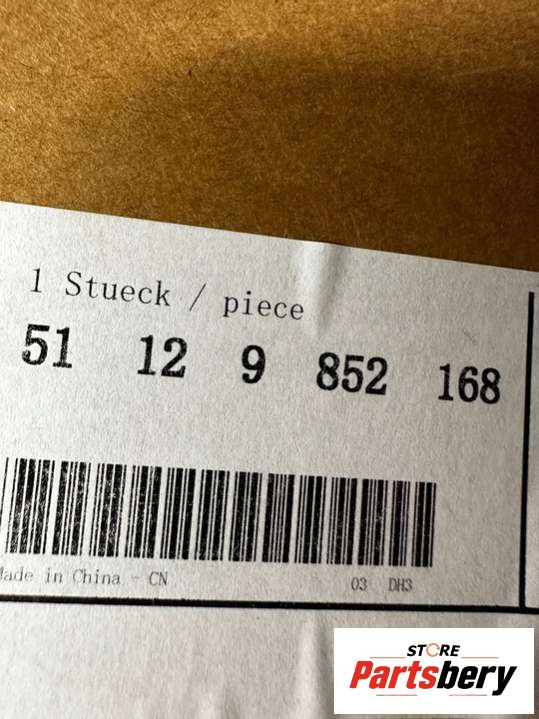 1 Stueck / piece
51 12 9 852 168
Made in China - CN 03 DH3
STORE
Partsbery